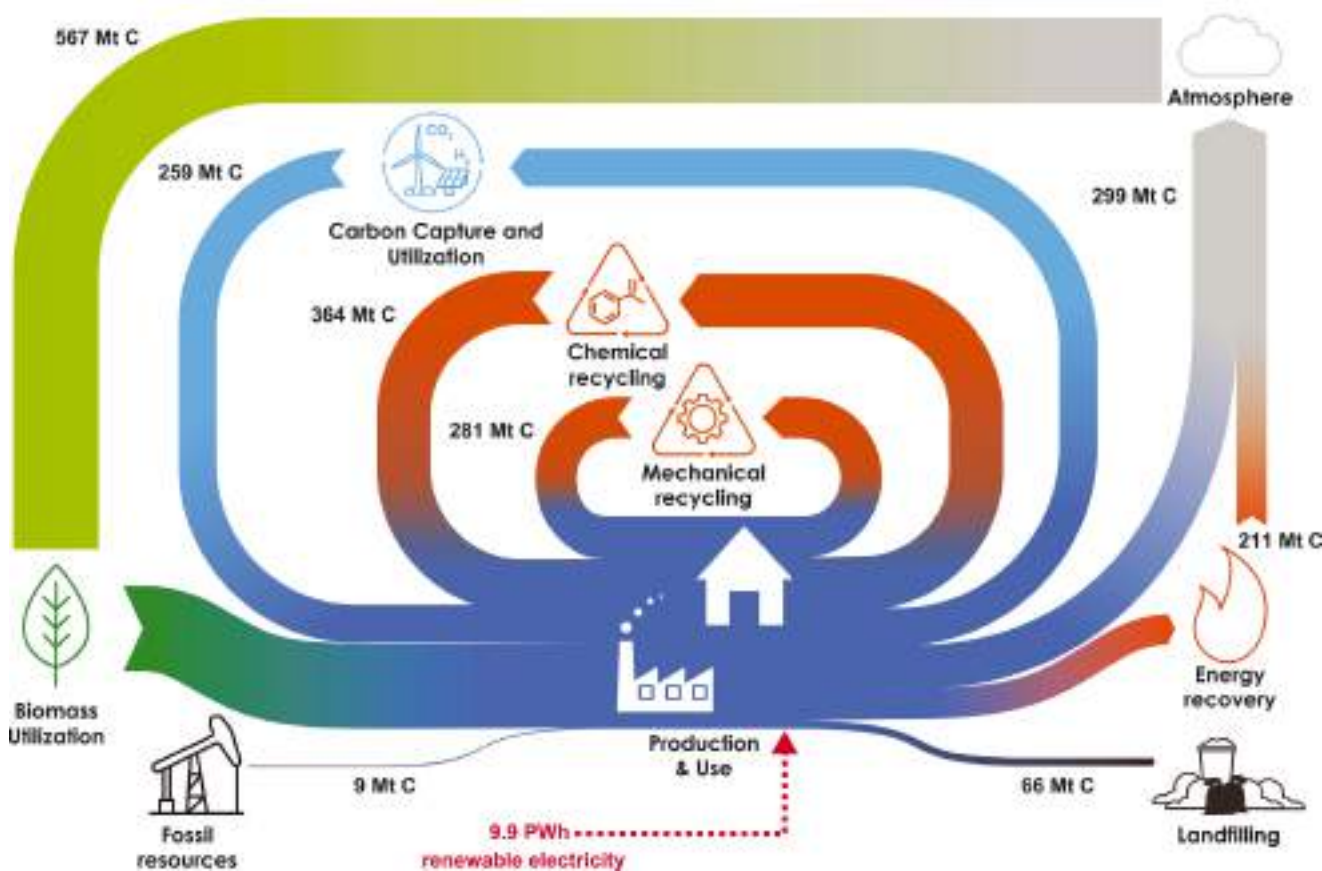 567 Mt C
Atmosphere
CO₂
H₂
259 Mt C
299 Mt C
Carbon Capture and
Utilization
364 Mt C
Chemical
recycling
281 Mt C
Mechanical
recycling
211 Mt C
Energy
recovery
Biomass
Utilization
Production
& Use
9 Mt C
66 Mt C
Fossil
resources
9.9 PWh
renewable electricity
Landfilling